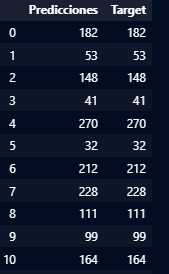 Predicciones Target
0 182 182
1 53 53
2 148 148
3 41 41
4 270 270
5 32 32
6 212 212
7 228 228
8 111 111
9 99 99
10 164 164